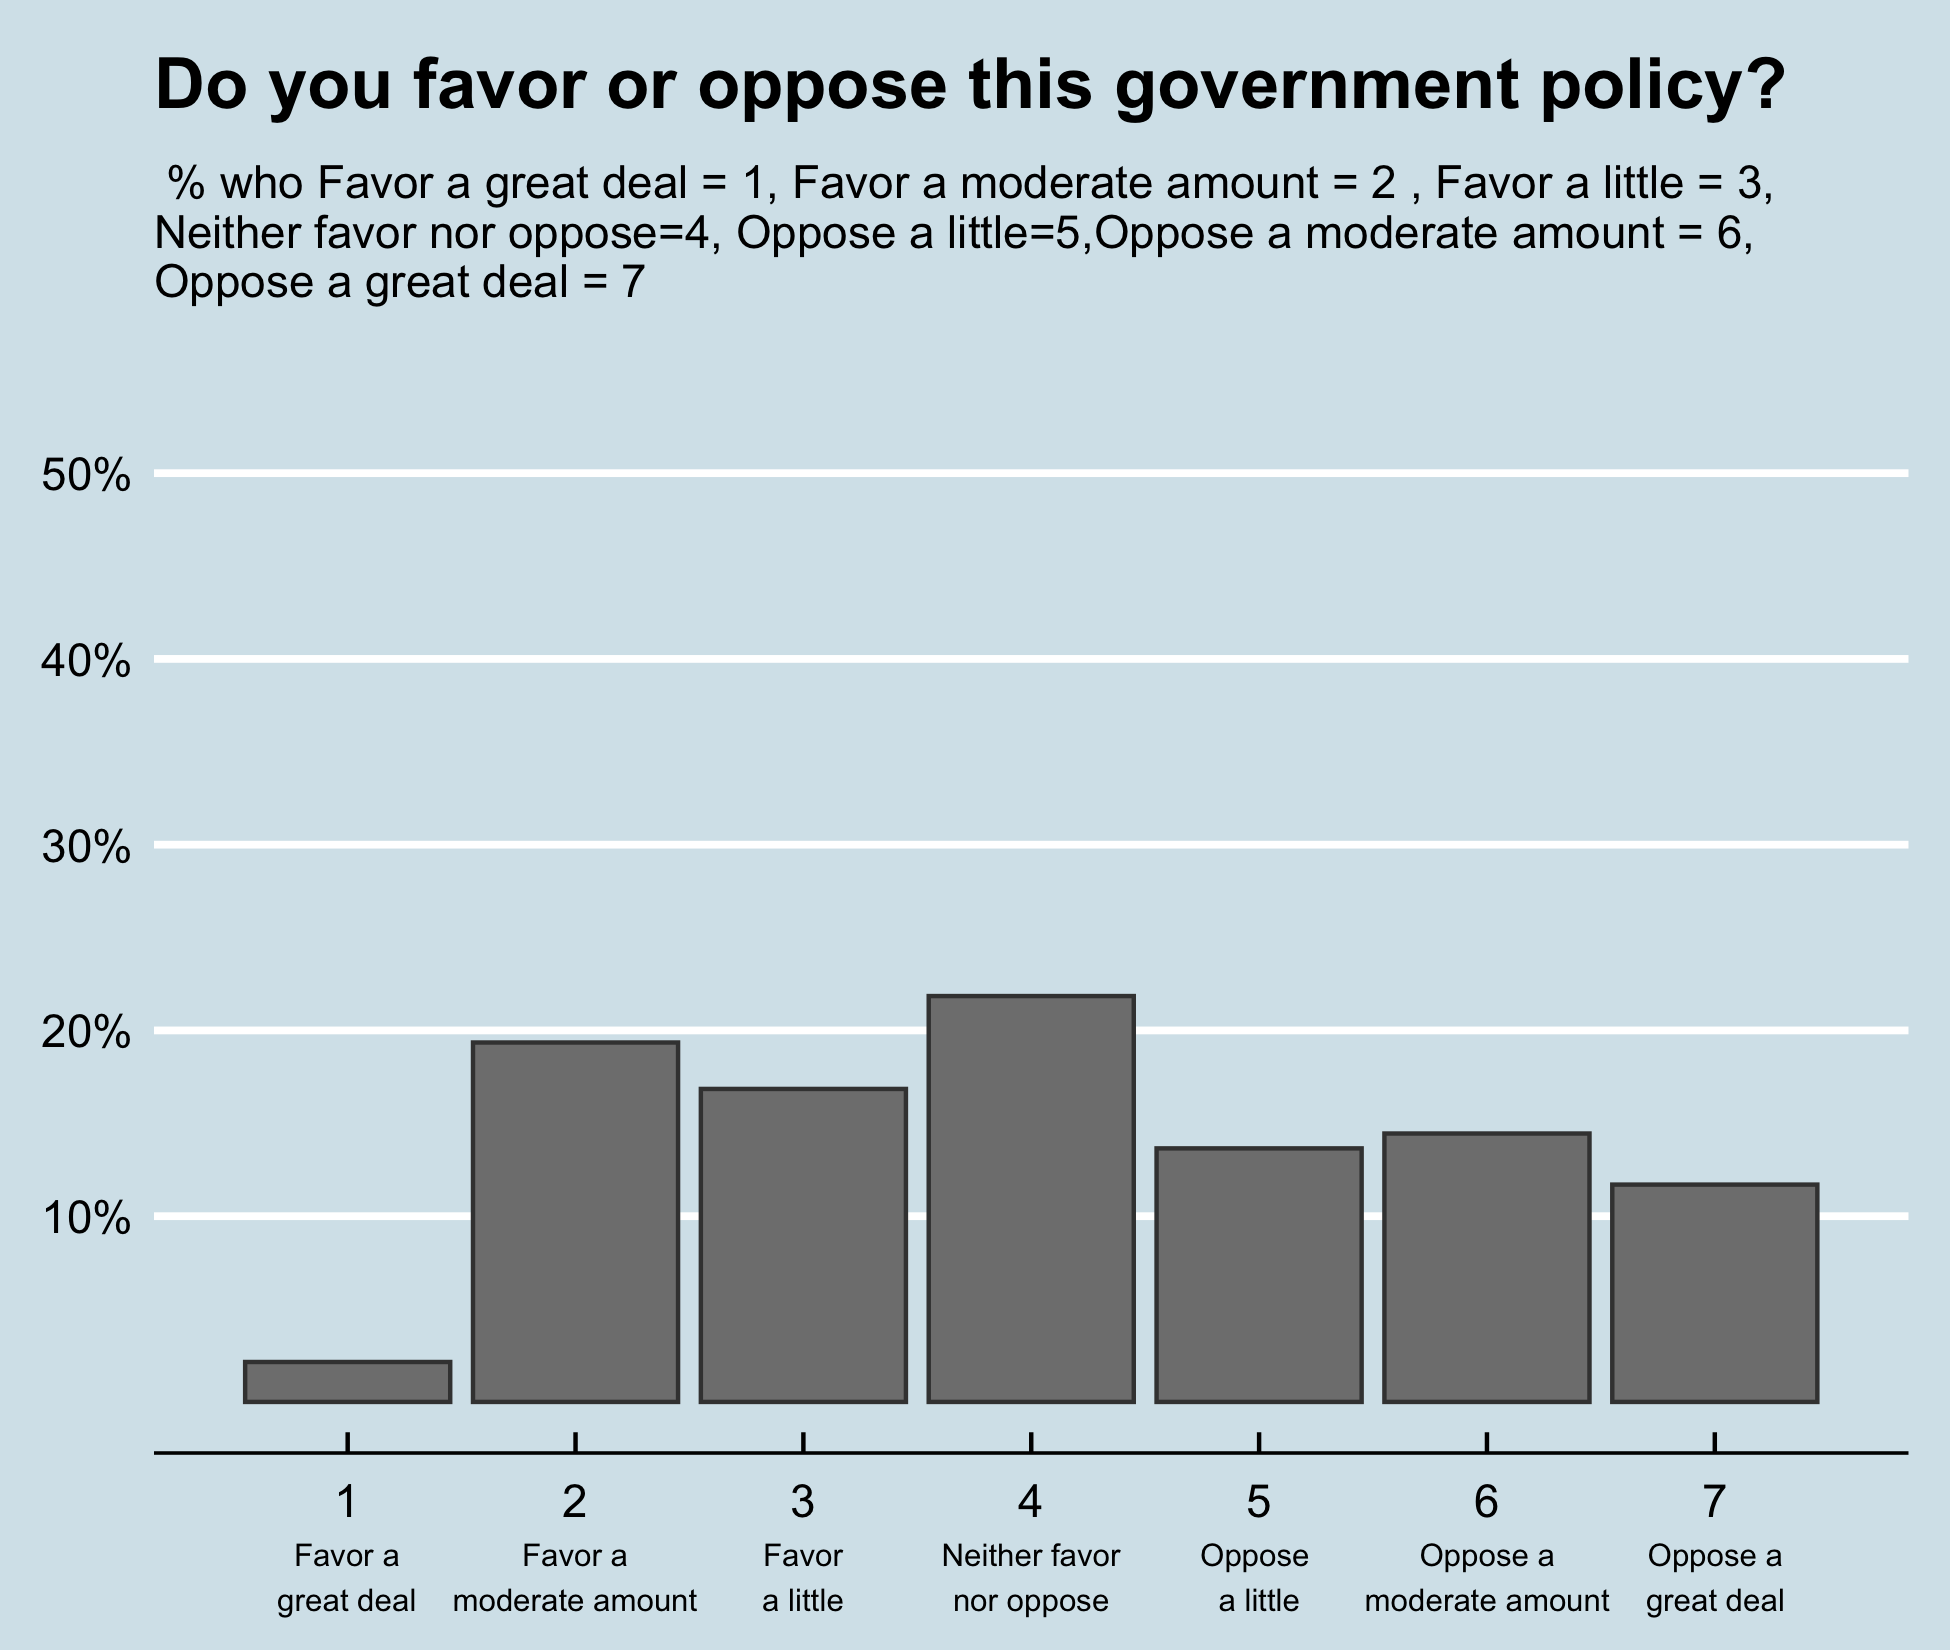 Do you favor or oppose this government policy?
% who Favor a great deal = 1, Favor a moderate amount = 2 , Favor a little = 3,
Neither favor nor oppose=4, Oppose a little=5,Oppose a moderate amount = 6,
Oppose a great deal = 7
50%
40%
30%
20%
10%
1 2 3 4 5 6 7
Favor a Favor a Favor Neither favor Oppose Oppose a Oppose a
great deal moderate amount a little nor oppose a little moderate amount great deal